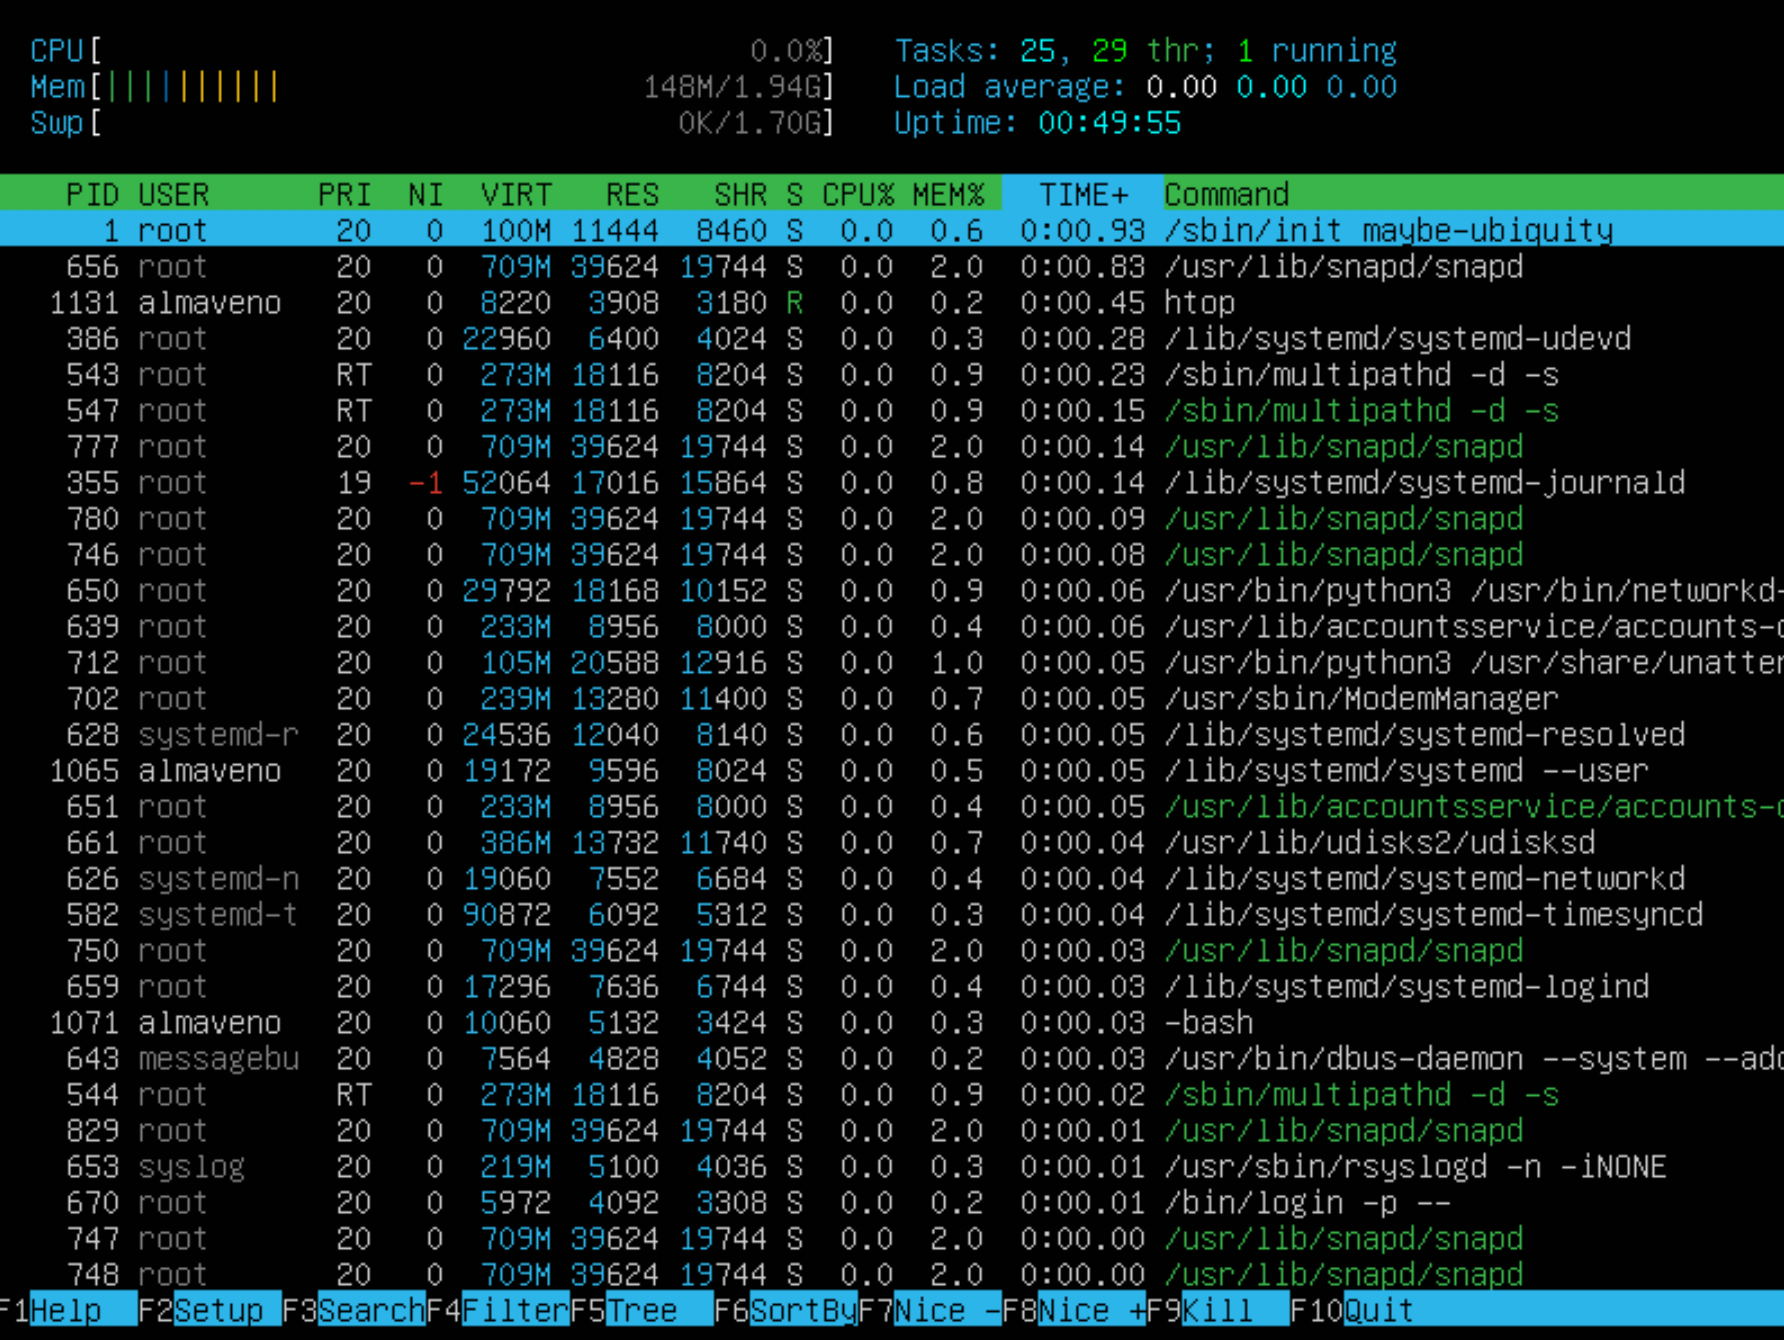 CPU[ 0.0%] Tasks: 25, 29 thr; 1 running
Mem[|||||||||| 148M/1.94G] Load average: 0.00 0.00 0.00
Swp[ 0K/1.70G] Uptime: 00:49:55
PID USER PRI NI VIRT RES SHR S CPU% MEM% TIME+ Command
1 root 20 0 100M 11444 8460 S 0.0 0.6 0:00.93 /sbin/init maybe-ubiquity
656 root 20 0 709M 39624 19744 S 0.0 2.0 0:00.83 /usr/lib/snapd/snapd
1131 almaveno 20 0 8220 3908 3180 R 0.0 0.2 0:00.45 htop
386 root 20 0 22960 6400 4024 S 0.0 0.3 0:00.28 /lib/systemd/systemd-udevd
543 root RT 0 273M 18116 8204 S 0.0 0.9 0:00.23 /sbin/multipathd -d -s
547 root RT 0 273M 18116 8204 S 0.0 0.9 0:00.15 /sbin/multipathd -d -s
777 root 20 0 709M 39624 19744 S 0.0 2.0 0:00.14 /usr/lib/snapd/snapd
355 root 19 -1 52064 17016 15864 S 0.0 0.8 0:00.14 /lib/systemd/systemd-journald
780 root 20 0 709M 39624 19744 S 0.0 2.0 0:00.09 /usr/lib/snapd/snapd
746 root 20 0 709M 39624 19744 S 0.0 2.0 0:00.08 /usr/lib/snapd/snapd
650 root 20 0 29792 18168 10152 S 0.0 0.9 0:00.06 /usr/bin/python3 /usr/bin/networkd-
639 root 20 0 233M 8956 8000 S 0.0 0.4 0:00.06 /usr/lib/accountsservice/accounts-d
712 root 20 0 105M 20588 12916 S 0.0 1.0 0:00.05 /usr/bin/python3 /usr/share/unatten
702 root 20 0 239M 13280 11400 S 0.0 0.7 0:00.05 /usr/sbin/ModemManager
628 systemd-r 20 0 24536 12040 8140 S 0.0 0.6 0:00.05 /lib/systemd/systemd-resolved
1065 almaveno 20 0 19172 9596 8024 S 0.0 0.5 0:00.05 /lib/systemd/systemd --user
651 root 20 0 233M 8956 8000 S 0.0 0.4 0:00.05 /usr/lib/accountsservice/accounts-d
661 root 20 0 386M 13732 11740 S 0.0 0.7 0:00.04 /usr/lib/udisks2/udisksd
626 systemd-n 20 0 19060 7552 6684 S 0.0 0.4 0:00.04 /lib/systemd/systemd-networkd
582 systemd-t 20 0 90872 6092 5312 S 0.0 0.3 0:00.04 /lib/systemd/systemd-timesyncd
750 root 20 0 709M 39624 19744 S 0.0 2.0 0:00.03 /usr/lib/snapd/snapd
659 root 20 0 17296 7636 6744 S 0.0 0.4 0:00.03 /lib/systemd/systemd-logind
1071 almaveno 20 0 10060 5132 3424 S 0.0 0.3 0:00.03 -bash
643 messagebu 20 0 7564 4828 4052 S 0.0 0.2 0:00.03 /usr/bin/dbus-daemon --system --add
544 root RT 0 273M 18116 8204 S 0.0 0.9 0:00.02 /sbin/multipathd -d -s
829 root 20 0 709M 39624 19744 S 0.0 2.0 0:00.01 /usr/lib/snapd/snapd
653 syslog 20 0 219M 5100 4036 S 0.0 0.3 0:00.01 /usr/sbin/rsyslogd -n -iNONE
670 root 20 0 5972 4092 3308 S 0.0 0.2 0:00.01 /bin/login -p --
747 root 20 0 709M 39624 19744 S 0.0 2.0 0:00.00 /usr/lib/snapd/snapd
748 root 20 0 709M 39624 19744 S 0.0 2.0 0:00.00 /usr/lib/snapd/snapd
F1Help F2Setup F3SearchF4FilterF5Tree F6SortByF7Nice -F8Nice +F9Kill F10Quit